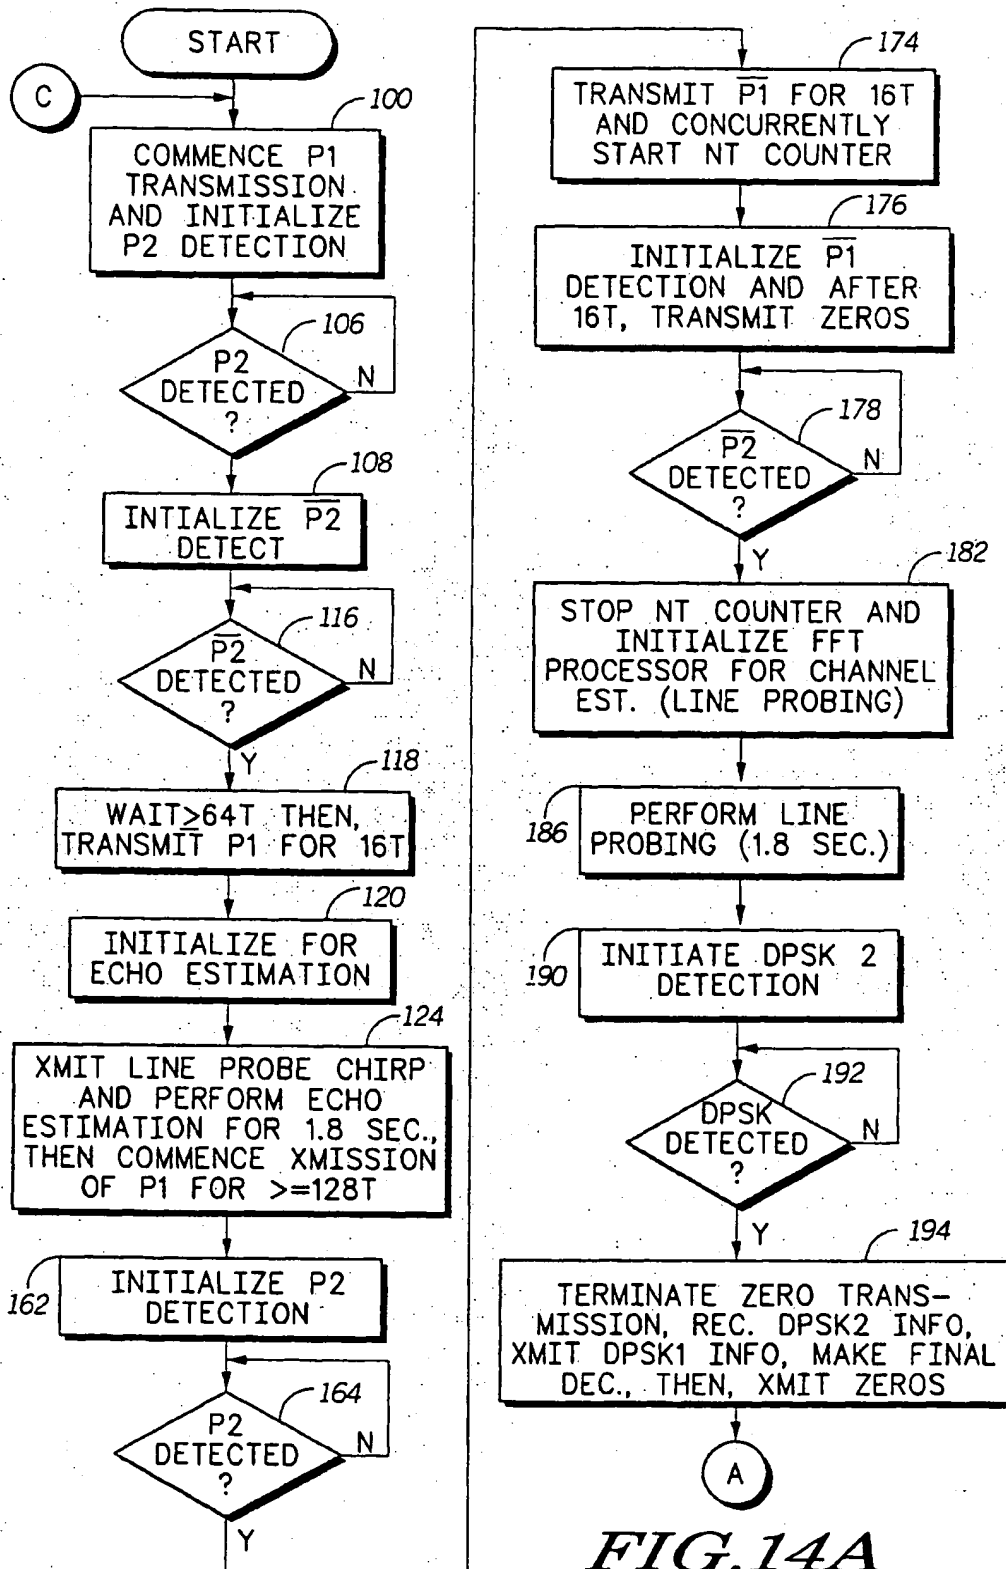 START
C
100
COMMENCE P1
TRANSMISSION
AND INITIALIZE
P2 DETECTION
106
P2
DETECTED
?
N
108
INTIALIZE P̅2̅
DETECT
116
P̅2̅
DETECTED
?
N
Y
118
WAIT≥64T THEN,
TRANSMIT P̅1̅ FOR 16T
120
INITIALIZE FOR
ECHO ESTIMATION
124
XMIT LINE PROBE CHIRP
AND PERFORM ECHO
ESTIMATION FOR 1.8 SEC.,
THEN COMMENCE XMISSION
OF P1 FOR >=128T
162
INITIALIZE P2
DETECTION
164
P2
DETECTED
?
N
Y
174
TRANSMIT P̅1̅ FOR 16T
AND CONCURRENTLY
START NT COUNTER
176
INITIALIZE P̅1̅
DETECTION AND AFTER
16T, TRANSMIT ZEROS
178
P̅2̅
DETECTED
?
N
Y
182
STOP NT COUNTER AND
INITIALIZE FFT
PROCESSOR FOR CHANNEL
EST. (LINE PROBING)
186
PERFORM LINE
PROBING (1.8 SEC.)
190
INITIATE DPSK 2
DETECTION
192
DPSK
DETECTED
?
N
Y
194
TERMINATE ZERO TRANS-
MISSION, REC. DPSK2 INFO,
XMIT DPSK1 INFO, MAKE FINAL
DEC., THEN, XMIT ZEROS
A
FIG.14A